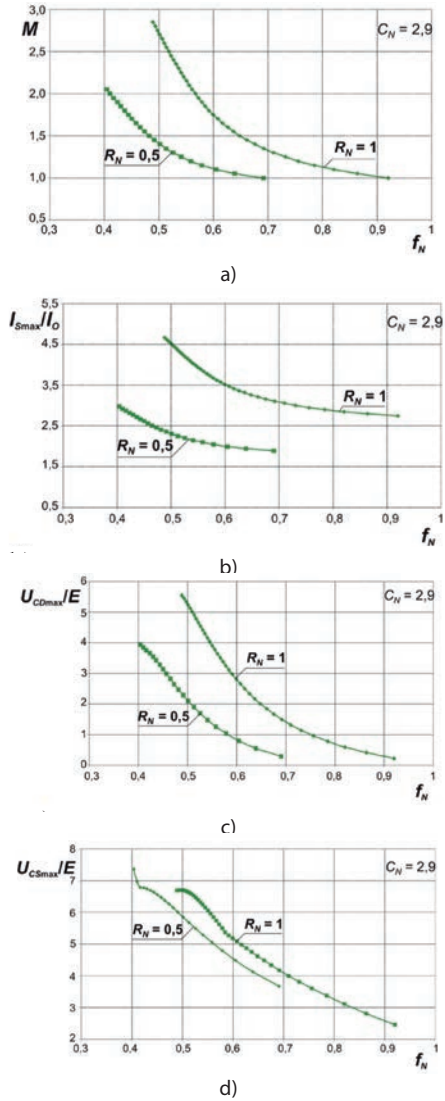 3,0
M
C_N = 2,9
2,5
2,0
1,5
R_N = 0,5
R_N = 1
1,0
0,5
0,3 0,4 0,5 0,6 0,7 0,8 0,9 1
f_N
a)
5,5
I_Smax/I_O
C_N = 2,9
4,5
3,5
R_N = 1
2,5
R_N = 0,5
1,5
0,5
0,3 0,4 0,5 0,6 0,7 0,8 0,9 1
f_N
b)
6
U_CDmax/E
C_N = 2,9
5
4
3
R_N = 1
2
R_N = 0,5
1
0
0,3 0,4 0,5 0,6 0,7 0,8 0,9 1
f_N
c)
8
U_CSmax/E
C_N = 2,9
7
6
R_N = 0,5
R_N = 1
5
4
3
2
0,3 0,4 0,5 0,6 0,7 0,8 0,9 1
f_N
d)